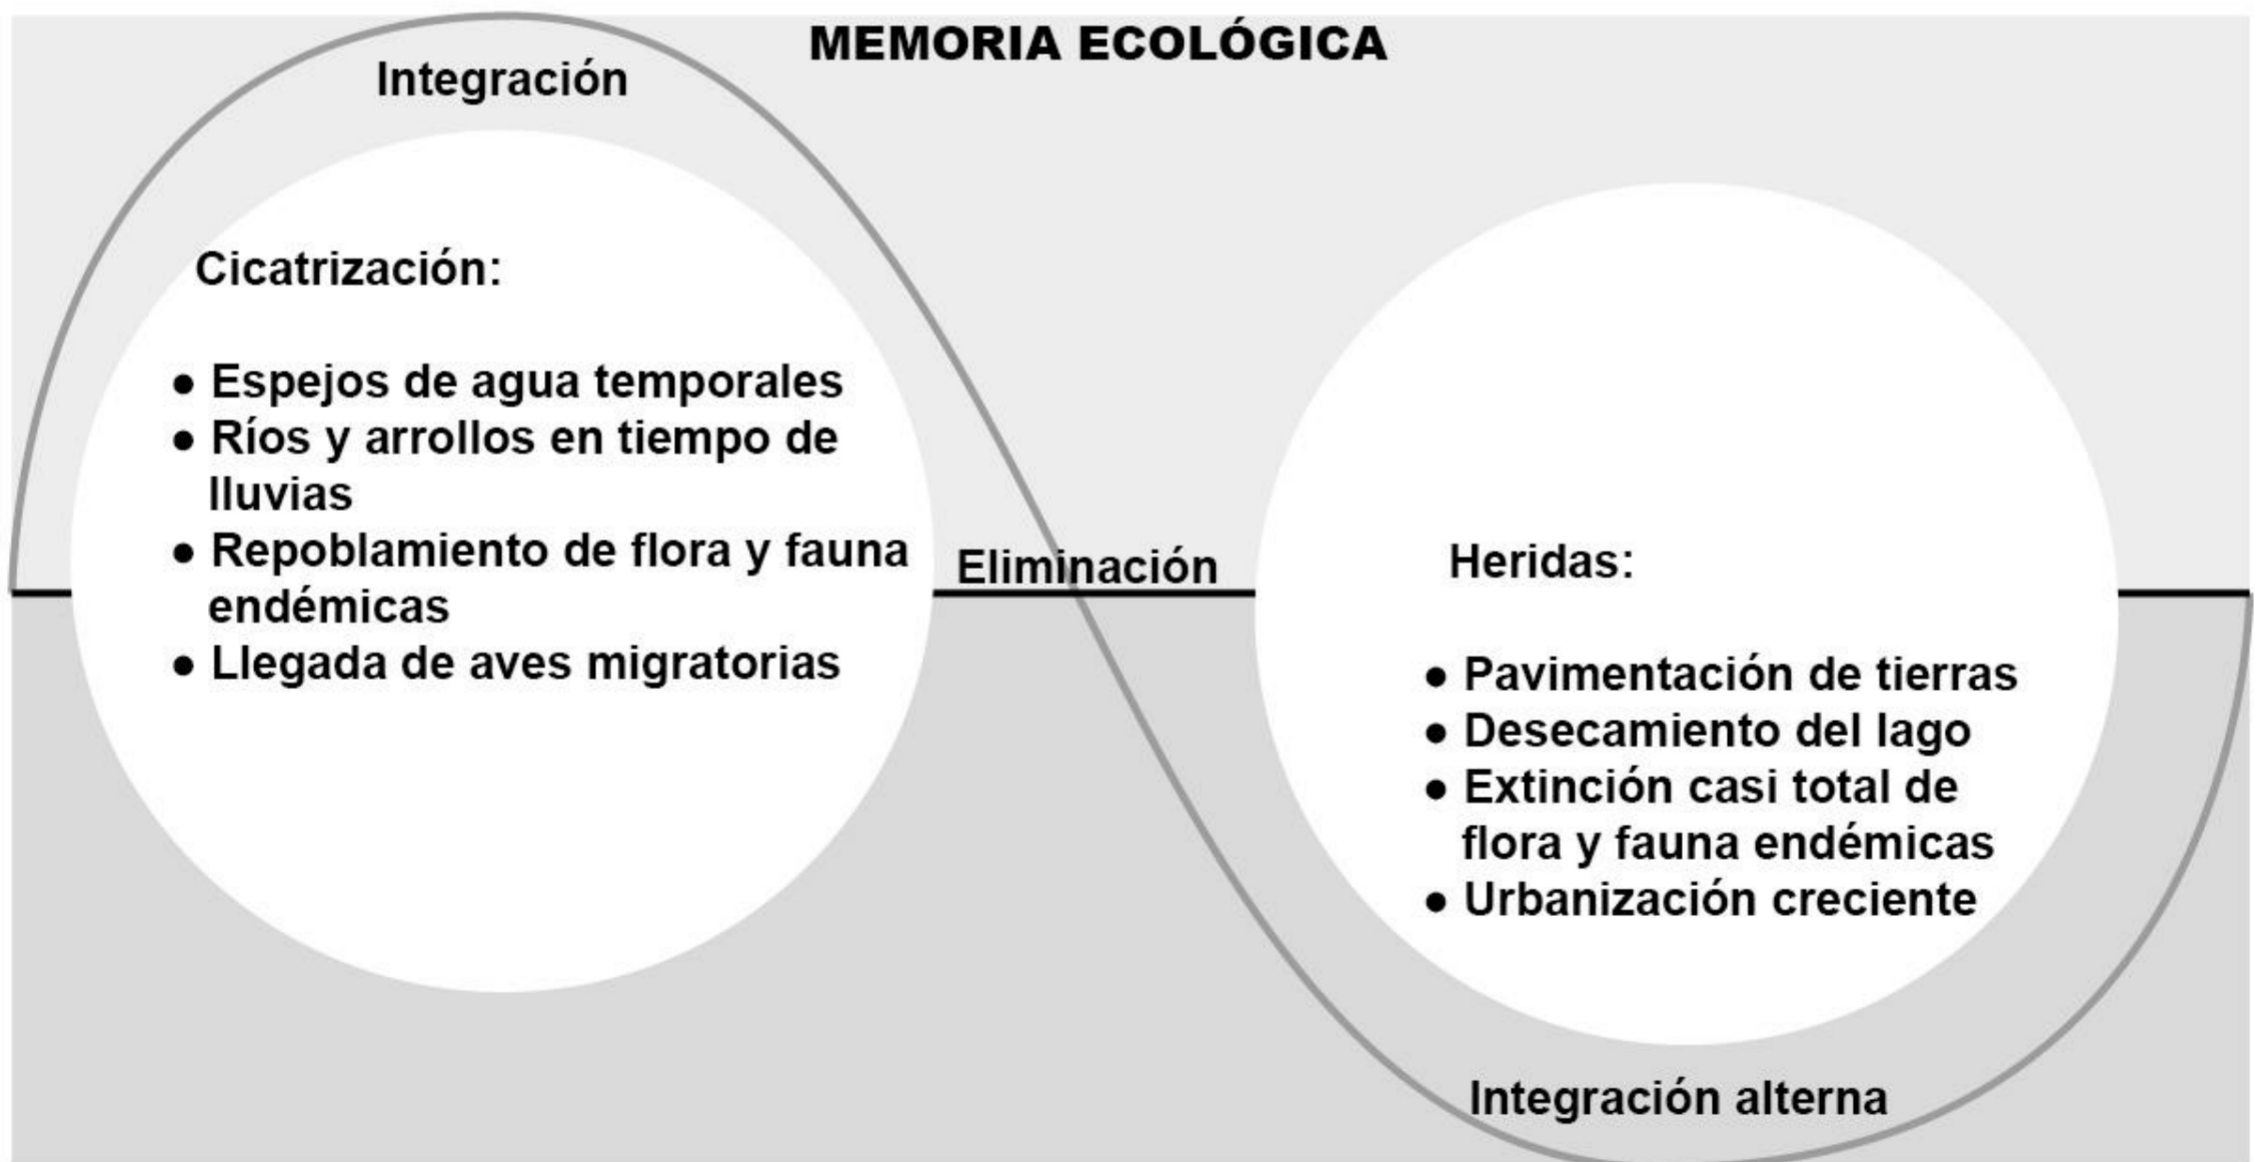 MEMORIA ECOLÓGICA
Integración
Cicatrización:
● Espejos de agua temporales
● Ríos y arrollos en tiempo de
lluvias
● Repoblamiento de flora y fauna
endémicas
● Llegada de aves migratorias
Eliminación
Heridas:
● Pavimentación de tierras
● Desecamiento del lago
● Extinción casi total de
flora y fauna endémicas
● Urbanización creciente
Integración alterna